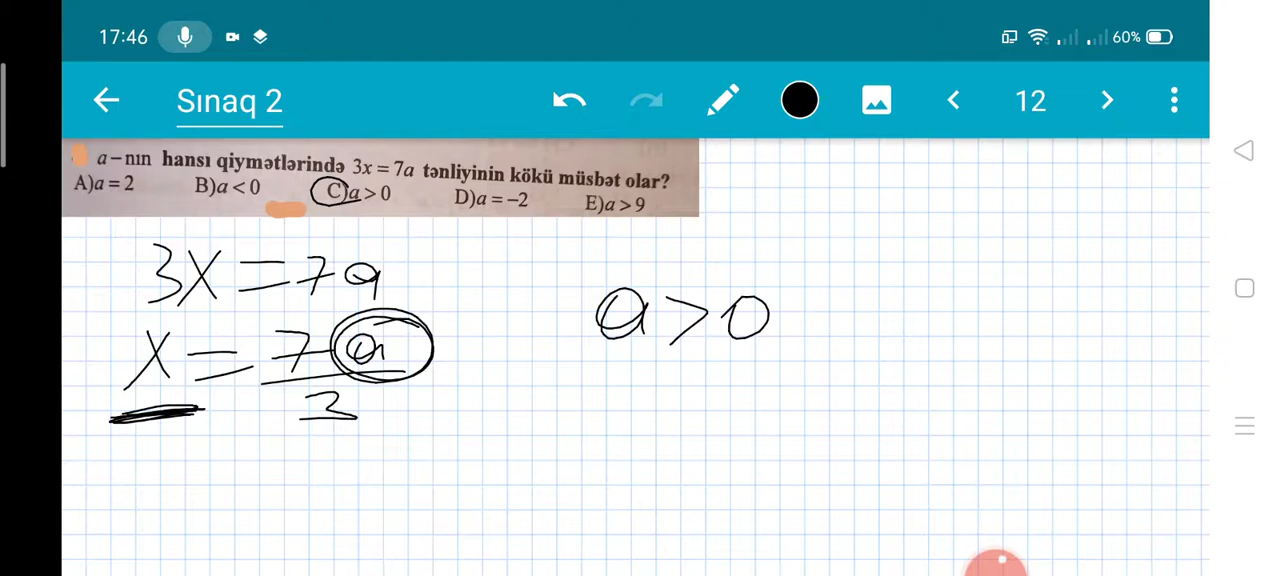 17:46 60%
Sınaq 2 12
a – nın hansı qiymətlərində 3x = 7a tənliyinin kökü müsbət olar?
A)a = 2 B)a < 0 C)a > 0 D)a = –2 E)a > 9
3X = 7a
x = 7a
3
a > 0